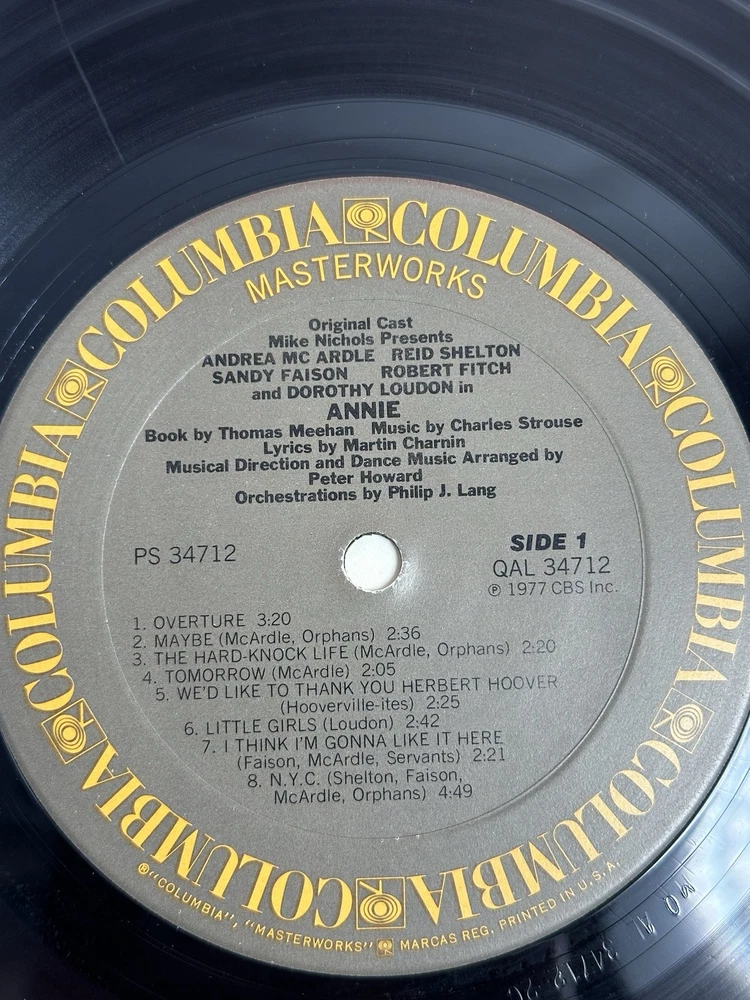 COLUMBIA COLUMBIA COLUMBIA COLUMBIA COLUMBIA COLUMBIA COLUMBIA
MASTERWORKS
Original Cast
Mike Nichols Presents
ANDREA MC ARDLE REID SHELTON
SANDY FAISON ROBERT FITCH
and DOROTHY LOUDON in
ANNIE
Book by Thomas Meehan Music by Charles Strouse
Lyrics by Martin Charnin
Musical Direction and Dance Music Arranged by
Peter Howard
Orchestrations by Philip J. Lang
PS 34712
SIDE 1
QAL 34712
℗ 1977 CBS Inc.
1. OVERTURE 3:20
2. MAYBE (McArdle, Orphans) 2:36
3. THE HARD-KNOCK LIFE (McArdle, Orphans) 2:20
4. TOMORROW (McArdle) 2:05
5. WE'D LIKE TO THANK YOU HERBERT HOOVER
(Hooverville-ites) 2:25
6. LITTLE GIRLS (Loudon) 2:42
7. I THINK I'M GONNA LIKE IT HERE
(Faison, McArdle, Servants) 2:21
8. N.Y.C. (Shelton, Faison,
McArdle, Orphans) 4:49
®"COLUMBIA", "MASTERWORKS" MARCAS REG. PRINTED IN U.S.A.
AL 34712